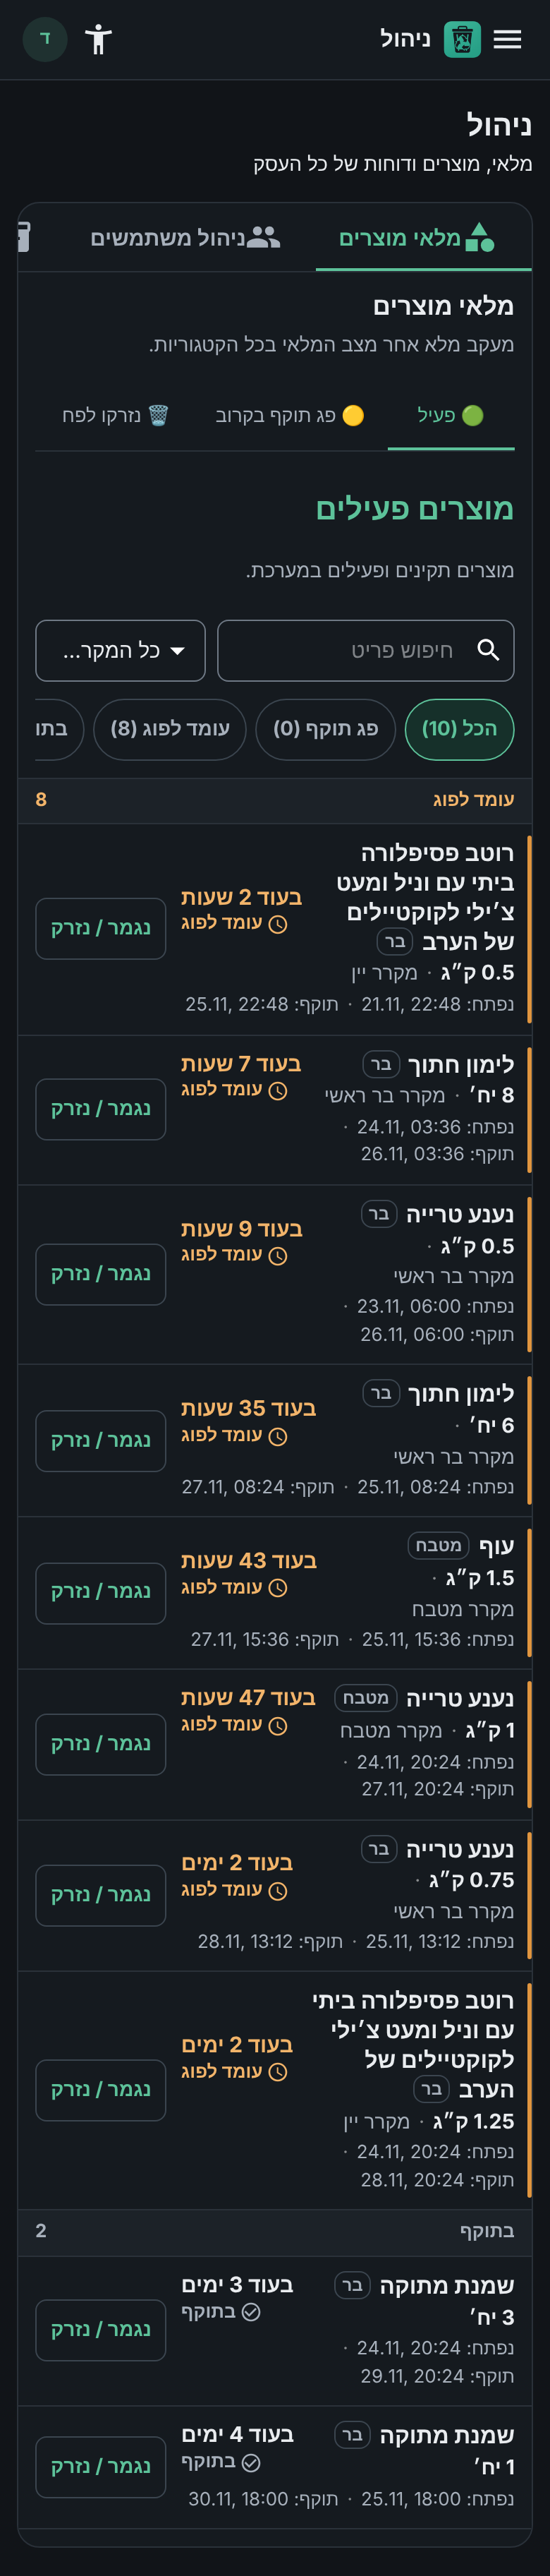 ניהול
ד
ניהול
מלאי, מוצרים ודוחות של כל העסק
מלאי מוצרים
ניהול משתמשים
מלאי מוצרים
מעקב מלא אחר מצב המלאי בכל הקטגוריות.
פעיל
פג תוקף בקרוב
נזרקו לפח
מוצרים פעילים
מוצרים תקינים ופעילים במערכת.
חיפוש פריט
כל המקר...
הכל (10)
פג תוקף (0)
עומד לפוג (8)
בתו
עומד לפוג
8
רוטב פסיפלורה
ביתי עם וניל ומעט
צ׳ילי לקוקטיילים
של הערב בר
0.5 ק״ג · מקרר יין
נפתח: 21.11, 22:48 · תוקף: 25.11, 22:48
בעוד 2 שעות
עומד לפוג
נגמר / נזרק
לימון חתוך בר
8 יח׳ · מקרר בר ראשי
נפתח: 24.11, 03:36 ·
תוקף: 26.11, 03:36
בעוד 7 שעות
עומד לפוג
נגמר / נזרק
נענע טרייה בר
0.5 ק״ג ·
מקרר בר ראשי
נפתח: 23.11, 06:00 ·
תוקף: 26.11, 06:00
בעוד 9 שעות
עומד לפוג
נגמר / נזרק
לימון חתוך בר
6 יח׳ ·
מקרר בר ראשי
נפתח: 25.11, 08:24 · תוקף: 27.11, 08:24
בעוד 35 שעות
עומד לפוג
נגמר / נזרק
עוף מטבח
1.5 ק״ג ·
מקרר מטבח
נפתח: 25.11, 15:36 · תוקף: 27.11, 15:36
בעוד 43 שעות
עומד לפוג
נגמר / נזרק
נענע טרייה מטבח
1 ק״ג · מקרר מטבח
נפתח: 24.11, 20:24 ·
תוקף: 27.11, 20:24
בעוד 47 שעות
עומד לפוג
נגמר / נזרק
נענע טרייה בר
0.75 ק״ג ·
מקרר בר ראשי
נפתח: 25.11, 13:12 · תוקף: 28.11, 13:12
בעוד 2 ימים
עומד לפוג
נגמר / נזרק
רוטב פסיפלורה ביתי
עם וניל ומעט צ׳ילי
לקוקטיילים של
הערב בר
1.25 ק״ג · מקרר יין
נפתח: 24.11, 20:24 ·
תוקף: 28.11, 20:24
בעוד 2 ימים
עומד לפוג
נגמר / נזרק
בתוקף
2
שמנת מתוקה בר
3 יח׳
נפתח: 24.11, 20:24 ·
תוקף: 29.11, 20:24
בעוד 3 ימים
בתוקף
נגמר / נזרק
שמנת מתוקה בר
1 יח׳
נפתח: 25.11, 18:00 · תוקף: 30.11, 18:00
בעוד 4 ימים
בתוקף
נגמר / נזרק